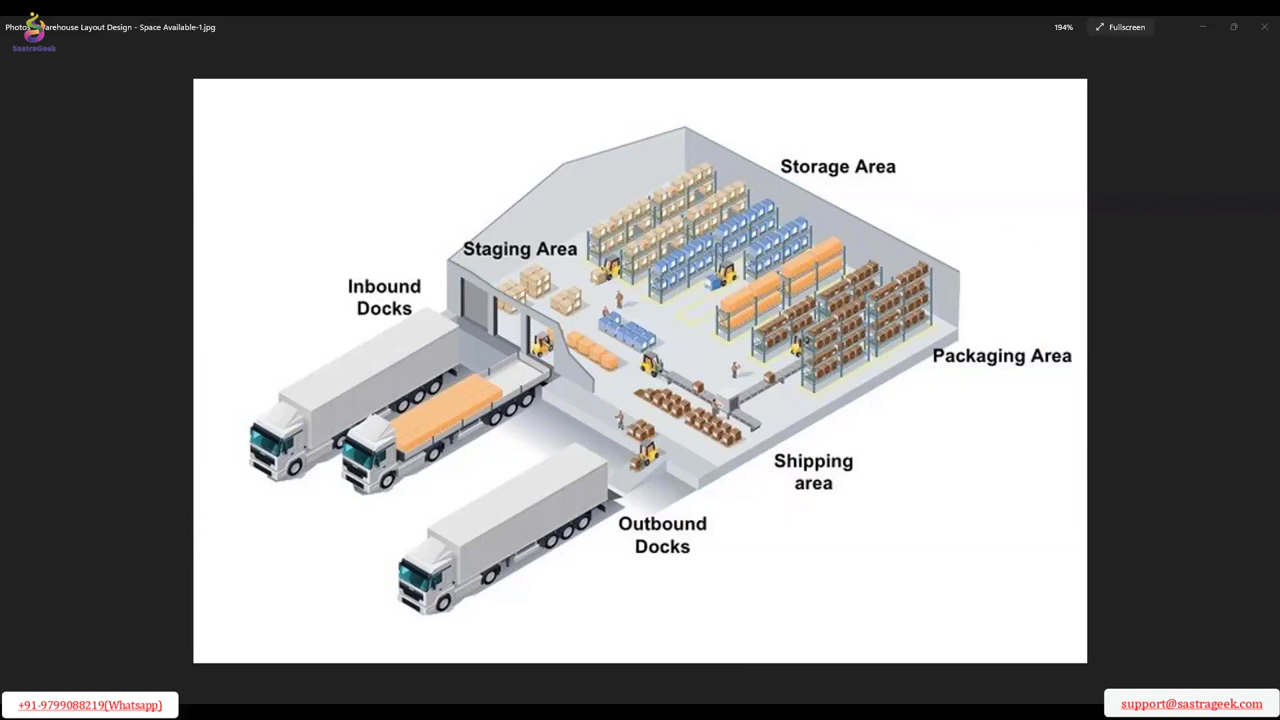 Photos - Warehouse Layout Design - Space Available-1.jpg
194%
Fullscreen
SastraGeek
Storage Area
Staging Area
Inbound
Docks
Packaging Area
Shipping
area
Outbound
Docks
+91-9799088219(Whatsapp)
support@sastrageek.com